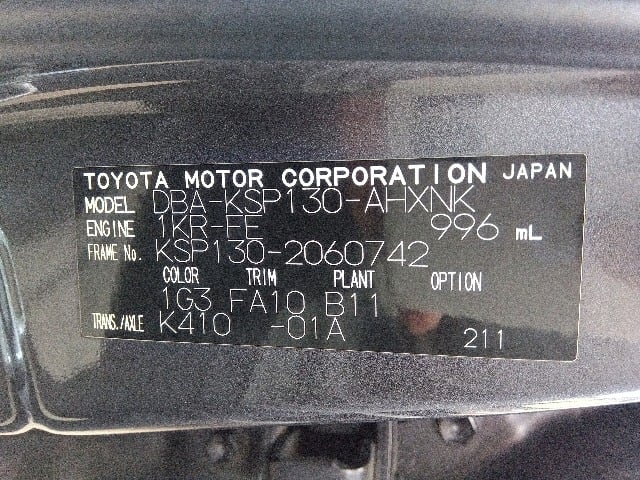 TOYOTA MOTOR CORPORATION JAPAN
MODEL DBA-KSP130-AHXNK
ENGINE 1KR-FE 996 mL
FRAME No. KSP130-2060742
COLOR TRIM PLANT OPTION
1G3 FA10 B11
TRANS./AXLE K410 -01A 211